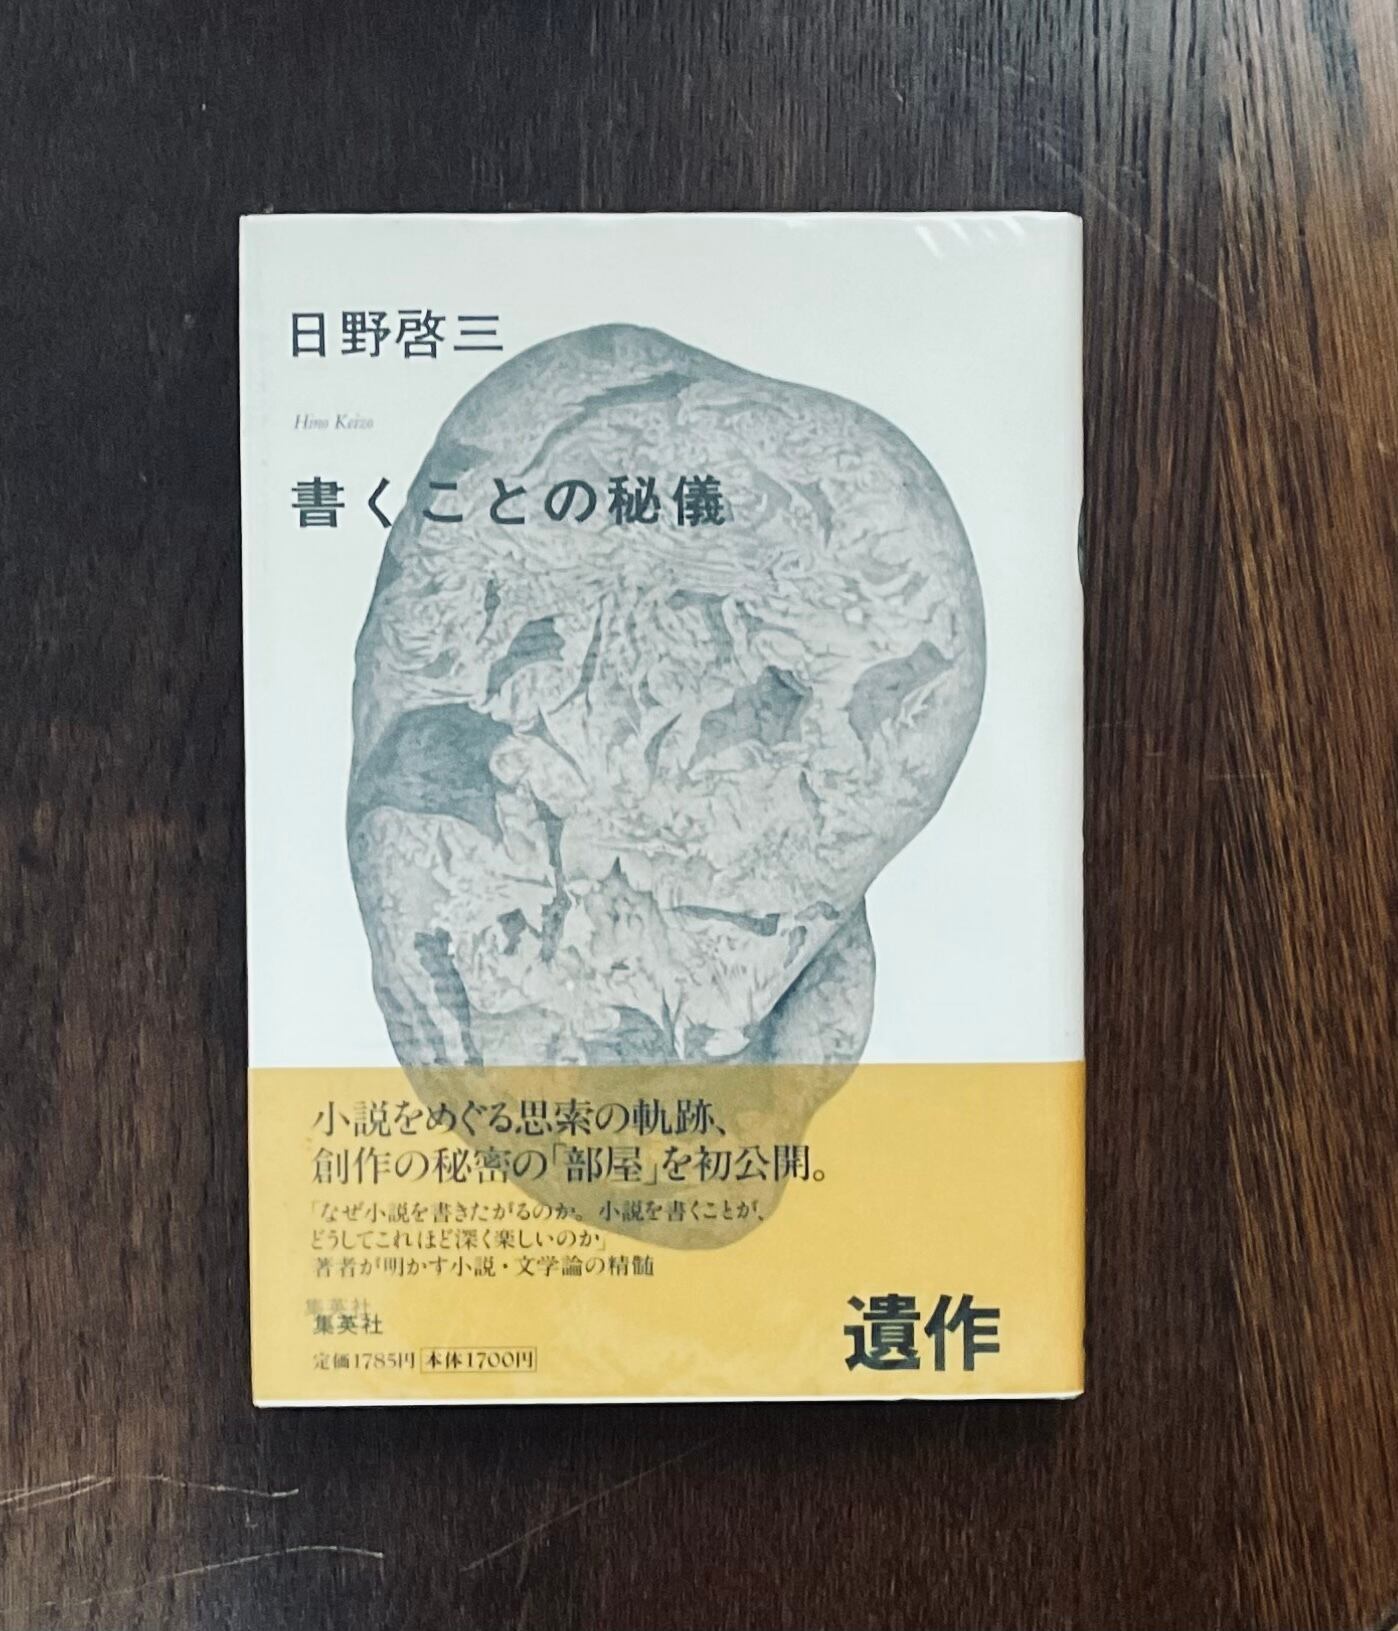 日野啓三
Hino Keizo
書くことの秘儀
小説をめぐる思索の軌跡、
創作の秘密の「部屋」を初公開。
「なぜ小説を書きたがるのか。小説を書くことが、
どうしてこれほど深く楽しいのか」
著者が明かす小説・文学論の精髄
集英社
集英社
定価1785円 本体1700円
遺作